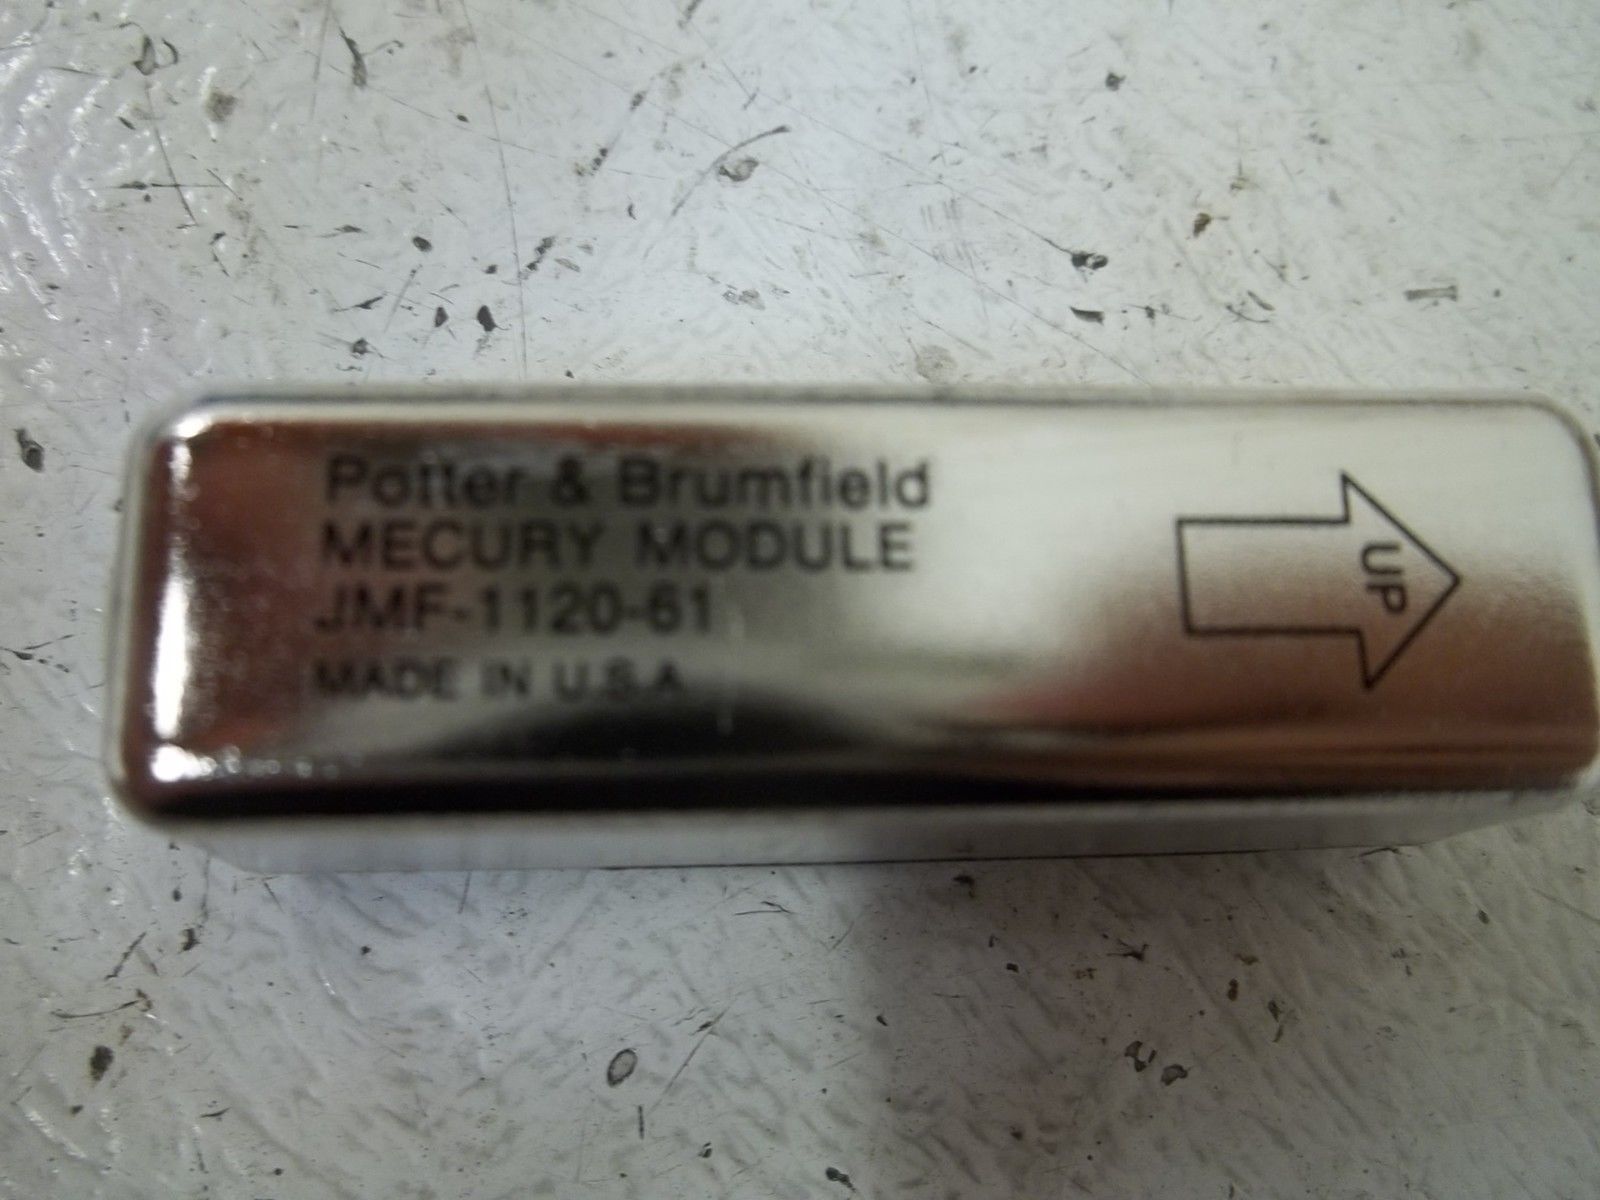 Potter & Brumfield
MECURY MODULE
JMF-1120-61
MADE IN U.S.A.
UP